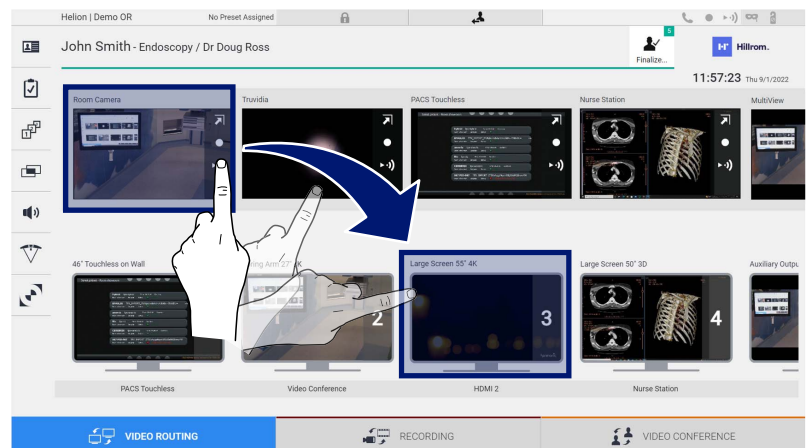 Helion | Demo OR
No Preset Assigned
John Smith - Endoscopy / Dr Doug Ross
5
Finalize...
H·r Hillrom.
11:57:23 Thu 9/1/2022
Room Camera
Truvidia
PACS Touchless
Nurse Station
MultiView
46" Touchless on Wall
Large Screen 55" 4K
Large Screen 50" 3D
Auxiliary Outpu
2
3
4
PACS Touchless
Video Conference
HDMI 2
Nurse Station
VIDEO ROUTING
RECORDING
VIDEO CONFERENCE